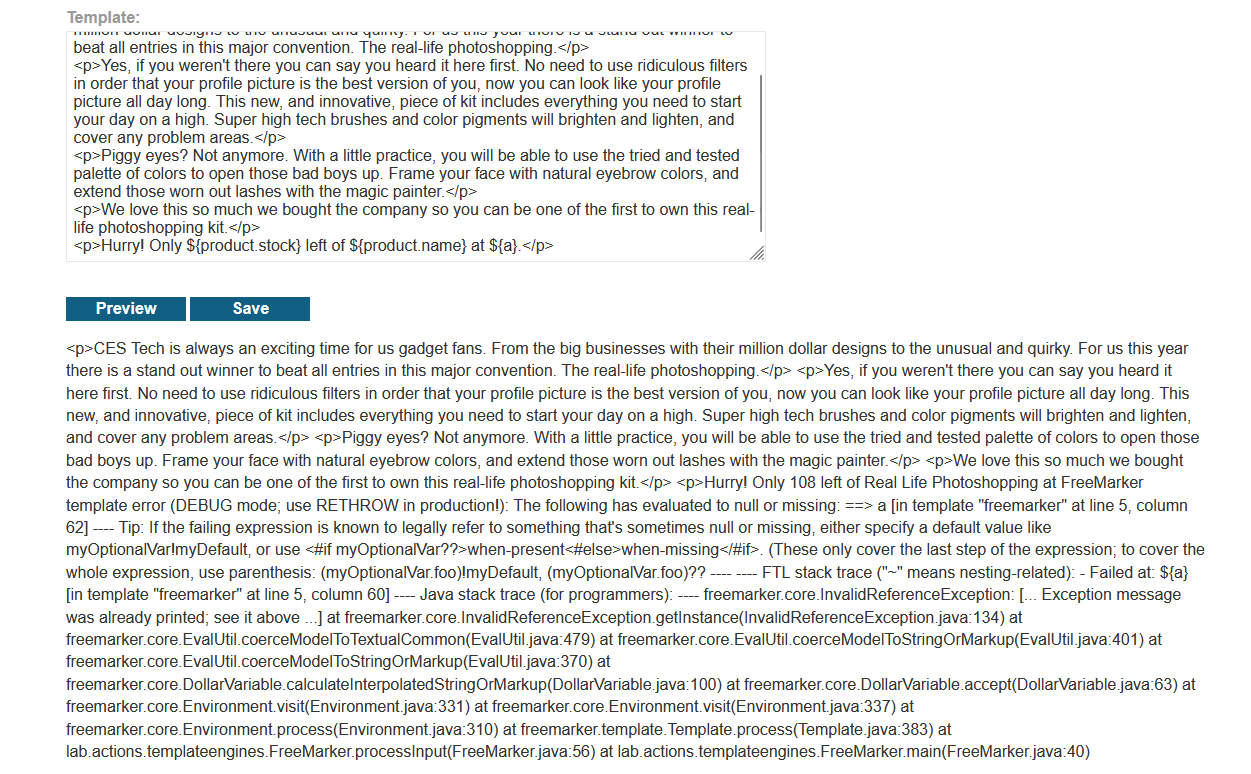 Template:
million dollar designs to the unusual and quirky. For us this year there is a stand out winner to
beat all entries in this major convention. The real-life photoshopping.</p>
<p>Yes, if you weren't there you can say you heard it here first. No need to use ridiculous filters
in order that your profile picture is the best version of you, now you can look like your profile
picture all day long. This new, and innovative, piece of kit includes everything you need to start
your day on a high. Super high tech brushes and color pigments will brighten and lighten, and
cover any problem areas.</p>
<p>Piggy eyes? Not anymore. With a little practice, you will be able to use the tried and tested
palette of colors to open those bad boys up. Frame your face with natural eyebrow colors, and
extend those worn out lashes with the magic painter.</p>
<p>We love this so much we bought the company so you can be one of the first to own this real-
life photoshopping kit.</p>
<p>Hurry! Only ${product.stock} left of ${product.name} at ${a}.</p>
Preview Save
<p>CES Tech is always an exciting time for us gadget fans. From the big businesses with their million dollar designs to the unusual and quirky. For us this year
there is a stand out winner to beat all entries in this major convention. The real-life photoshopping.</p> <p>Yes, if you weren't there you can say you heard it
here first. No need to use ridiculous filters in order that your profile picture is the best version of you, now you can look like your profile picture all day long. This
new, and innovative, piece of kit includes everything you need to start your day on a high. Super high tech brushes and color pigments will brighten and lighten,
and cover any problem areas.</p> <p>Piggy eyes? Not anymore. With a little practice, you will be able to use the tried and tested palette of colors to open those
bad boys up. Frame your face with natural eyebrow colors, and extend those worn out lashes with the magic painter.</p> <p>We love this so much we bought
the company so you can be one of the first to own this real-life photoshopping kit.</p> <p>Hurry! Only 108 left of Real Life Photoshopping at FreeMarker
template error (DEBUG mode; use RETHROW in production!): The following has evaluated to null or missing: ==> a [in template "freemarker" at line 5, column
62] ---- Tip: If the failing expression is known to legally refer to something that's sometimes null or missing, either specify a default value like
myOptionalVar!myDefault, or use <#if myOptionalVar??>when-present<#else>when-missing</#if>. (These only cover the last step of the expression; to cover the
whole expression, use parenthesis: (myOptionalVar.foo)!myDefault, (myOptionalVar.foo)?? ---- ---- FTL stack trace ("~" means nesting-related): - Failed at: ${a}
[in template "freemarker" at line 5, column 60] ---- Java stack trace (for programmers): ---- freemarker.core.InvalidReferenceException: [... Exception message
was already printed; see it above ...] at freemarker.core.InvalidReferenceException.getInstance(InvalidReferenceException.java:134) at
freemarker.core.EvalUtil.coerceModelToTextualCommon(EvalUtil.java:479) at freemarker.core.EvalUtil.coerceModelToStringOrMarkup(EvalUtil.java:401) at
freemarker.core.EvalUtil.coerceModelToStringOrMarkup(EvalUtil.java:370) at
freemarker.core.DollarVariable.calculateInterpolatedStringOrMarkup(DollarVariable.java:100) at freemarker.core.DollarVariable.accept(DollarVariable.java:63) at
freemarker.core.Environment.visit(Environment.java:331) at freemarker.core.Environment.visit(Environment.java:337) at
freemarker.core.Environment.process(Environment.java:310) at freemarker.template.Template.process(Template.java:383) at
lab.actions.templateengines.FreeMarker.processInput(FreeMarker.java:56) at lab.actions.templateengines.FreeMarker.main(FreeMarker.java:40)